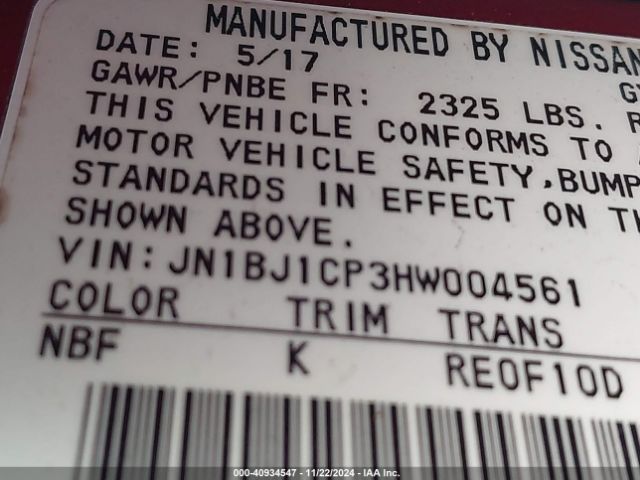 MANUFACTURED BY NISSAN
DATE: 5/17
GAWR/PNBE FR: 2325 LBS.
THIS VEHICLE CONFORMS TO
MOTOR VEHICLE SAFETY,BUMP
STANDARDS IN EFFECT ON
SHOWN ABOVE.
VIN:JN1BJ1CP3HW004561
COLOR TRIM TRANS
NBF K RE0F10D
000-40934547 - 11/22/2024 - IAA Inc.